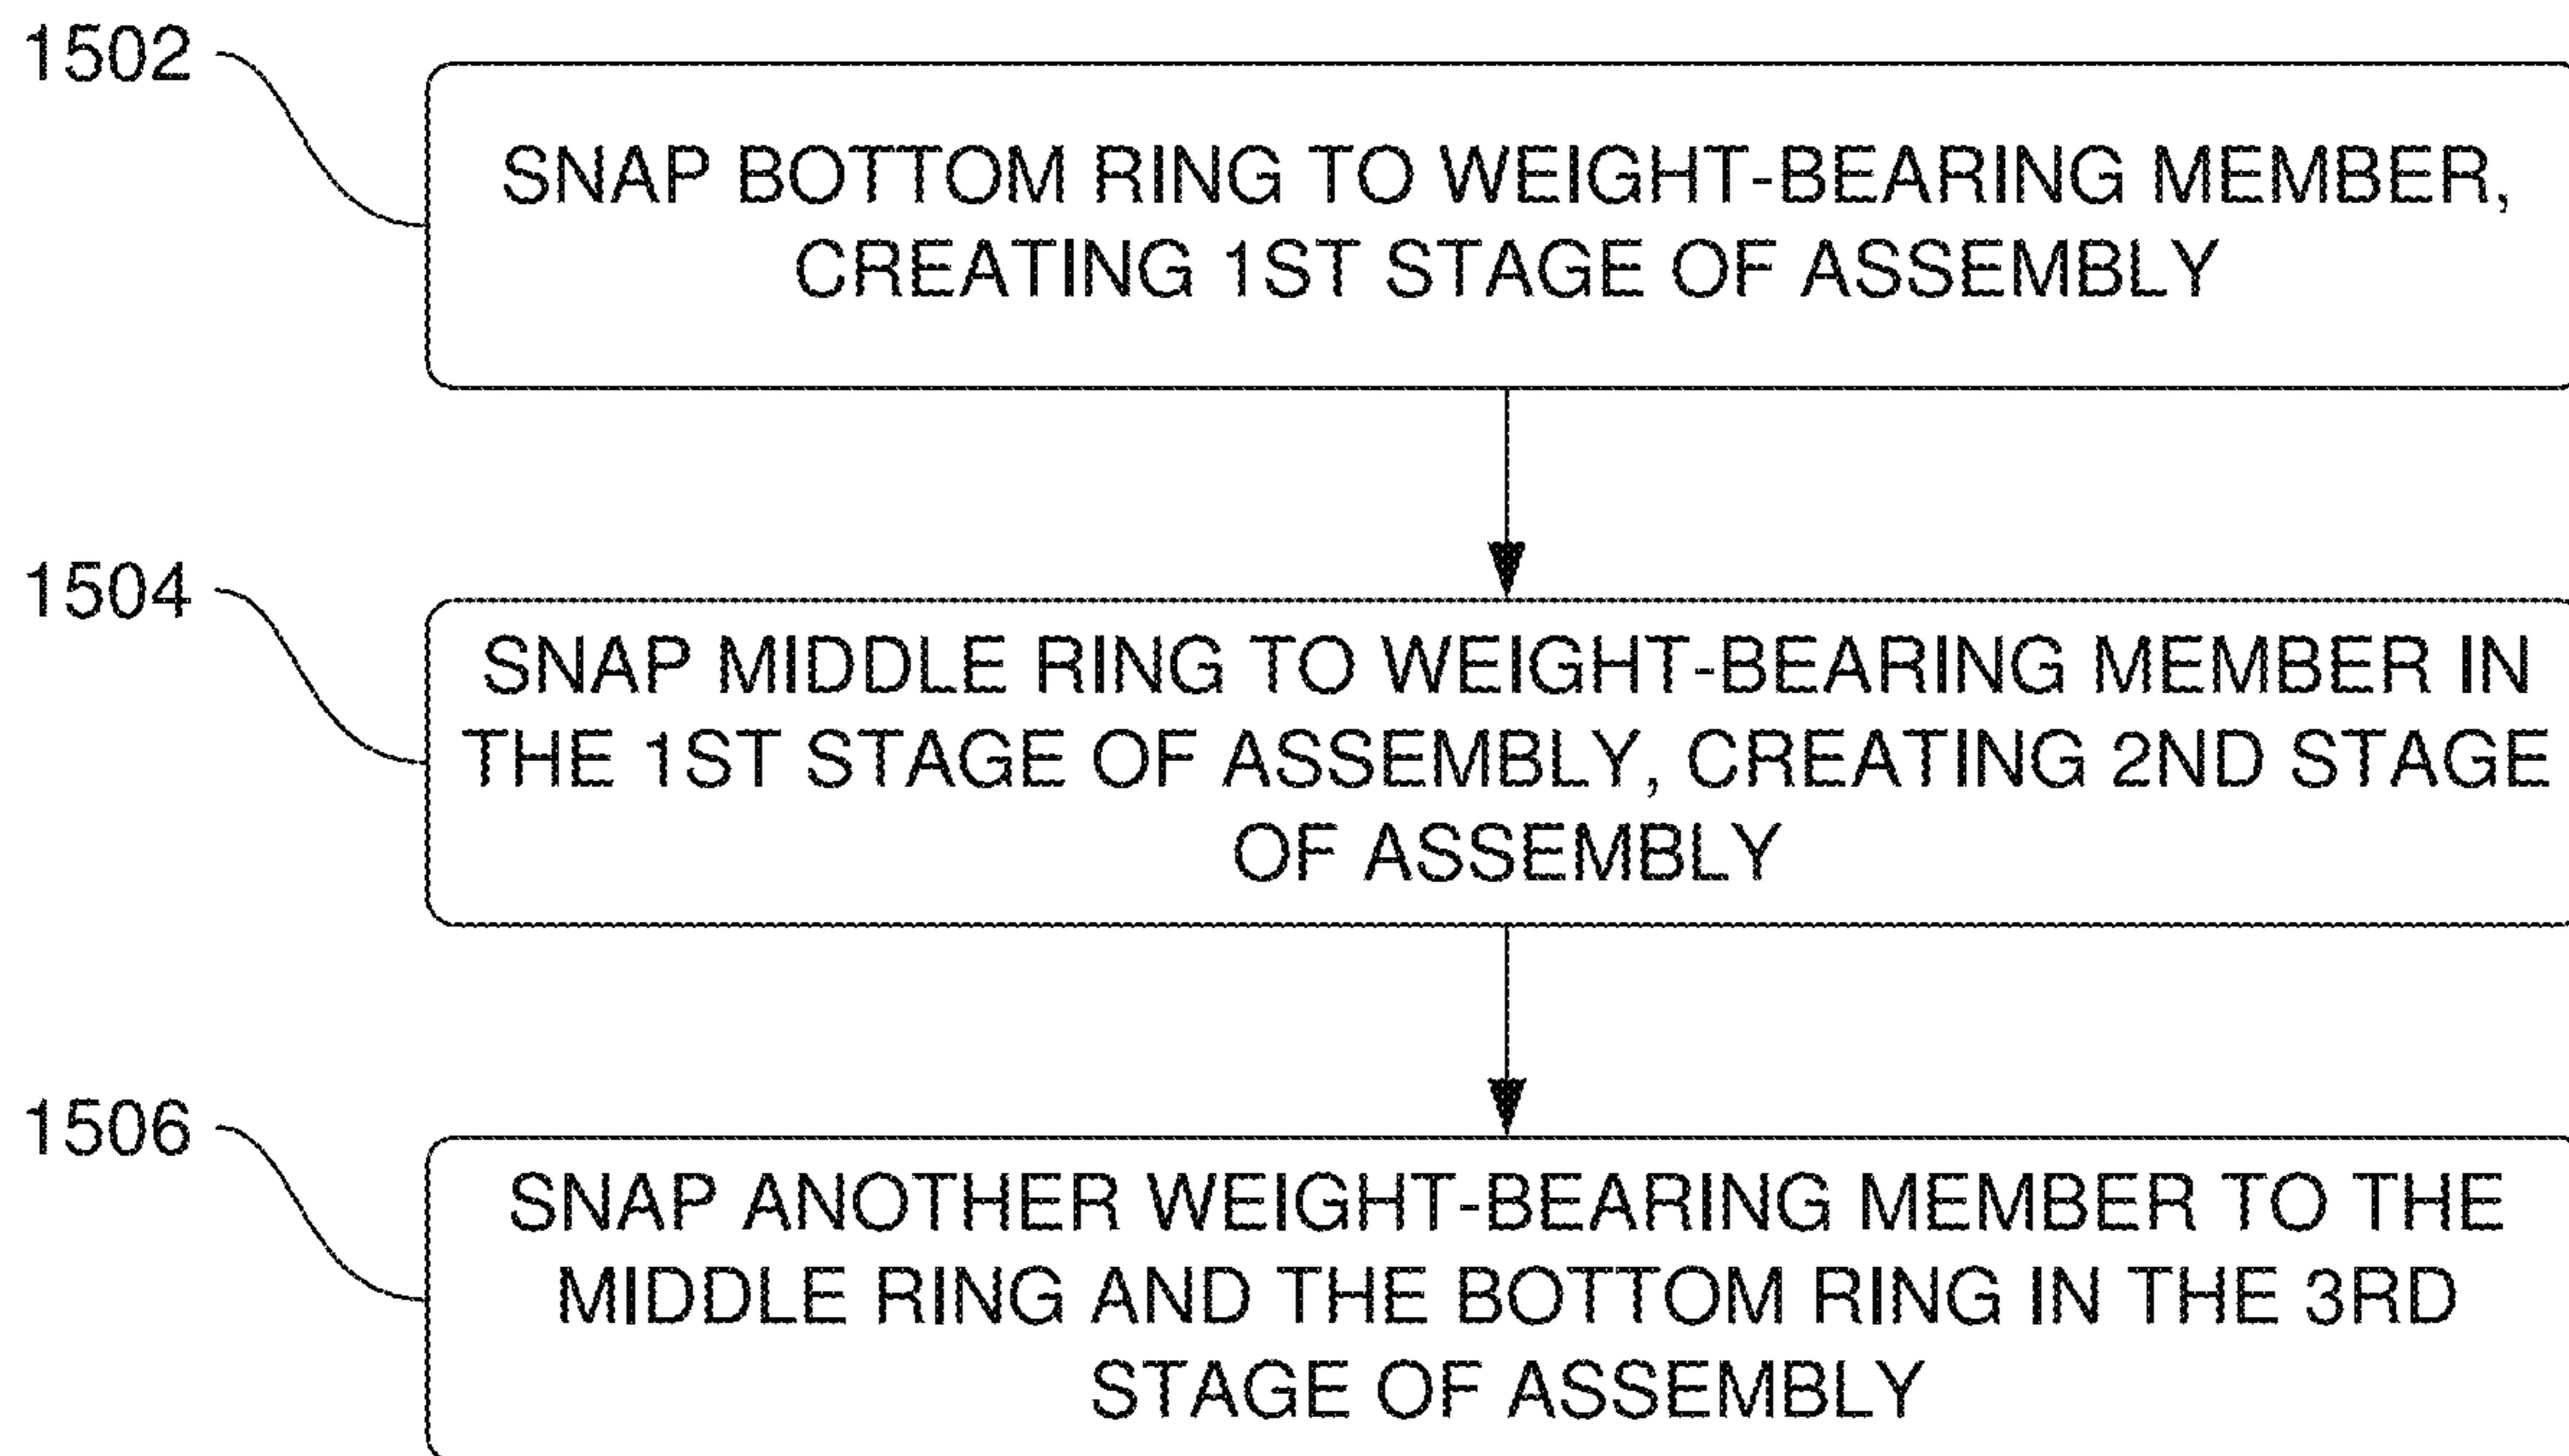 1502
SNAP BOTTOM RING TO WEIGHT-BEARING MEMBER,
CREATING 1ST STAGE OF ASSEMBLY
1504
SNAP MIDDLE RING TO WEIGHT-BEARING MEMBER IN
THE 1ST STAGE OF ASSEMBLY, CREATING 2ND STAGE
OF ASSEMBLY
1506
SNAP ANOTHER WEIGHT-BEARING MEMBER TO THE
MIDDLE RING AND THE BOTTOM RING IN THE 3RD
STAGE OF ASSEMBLY